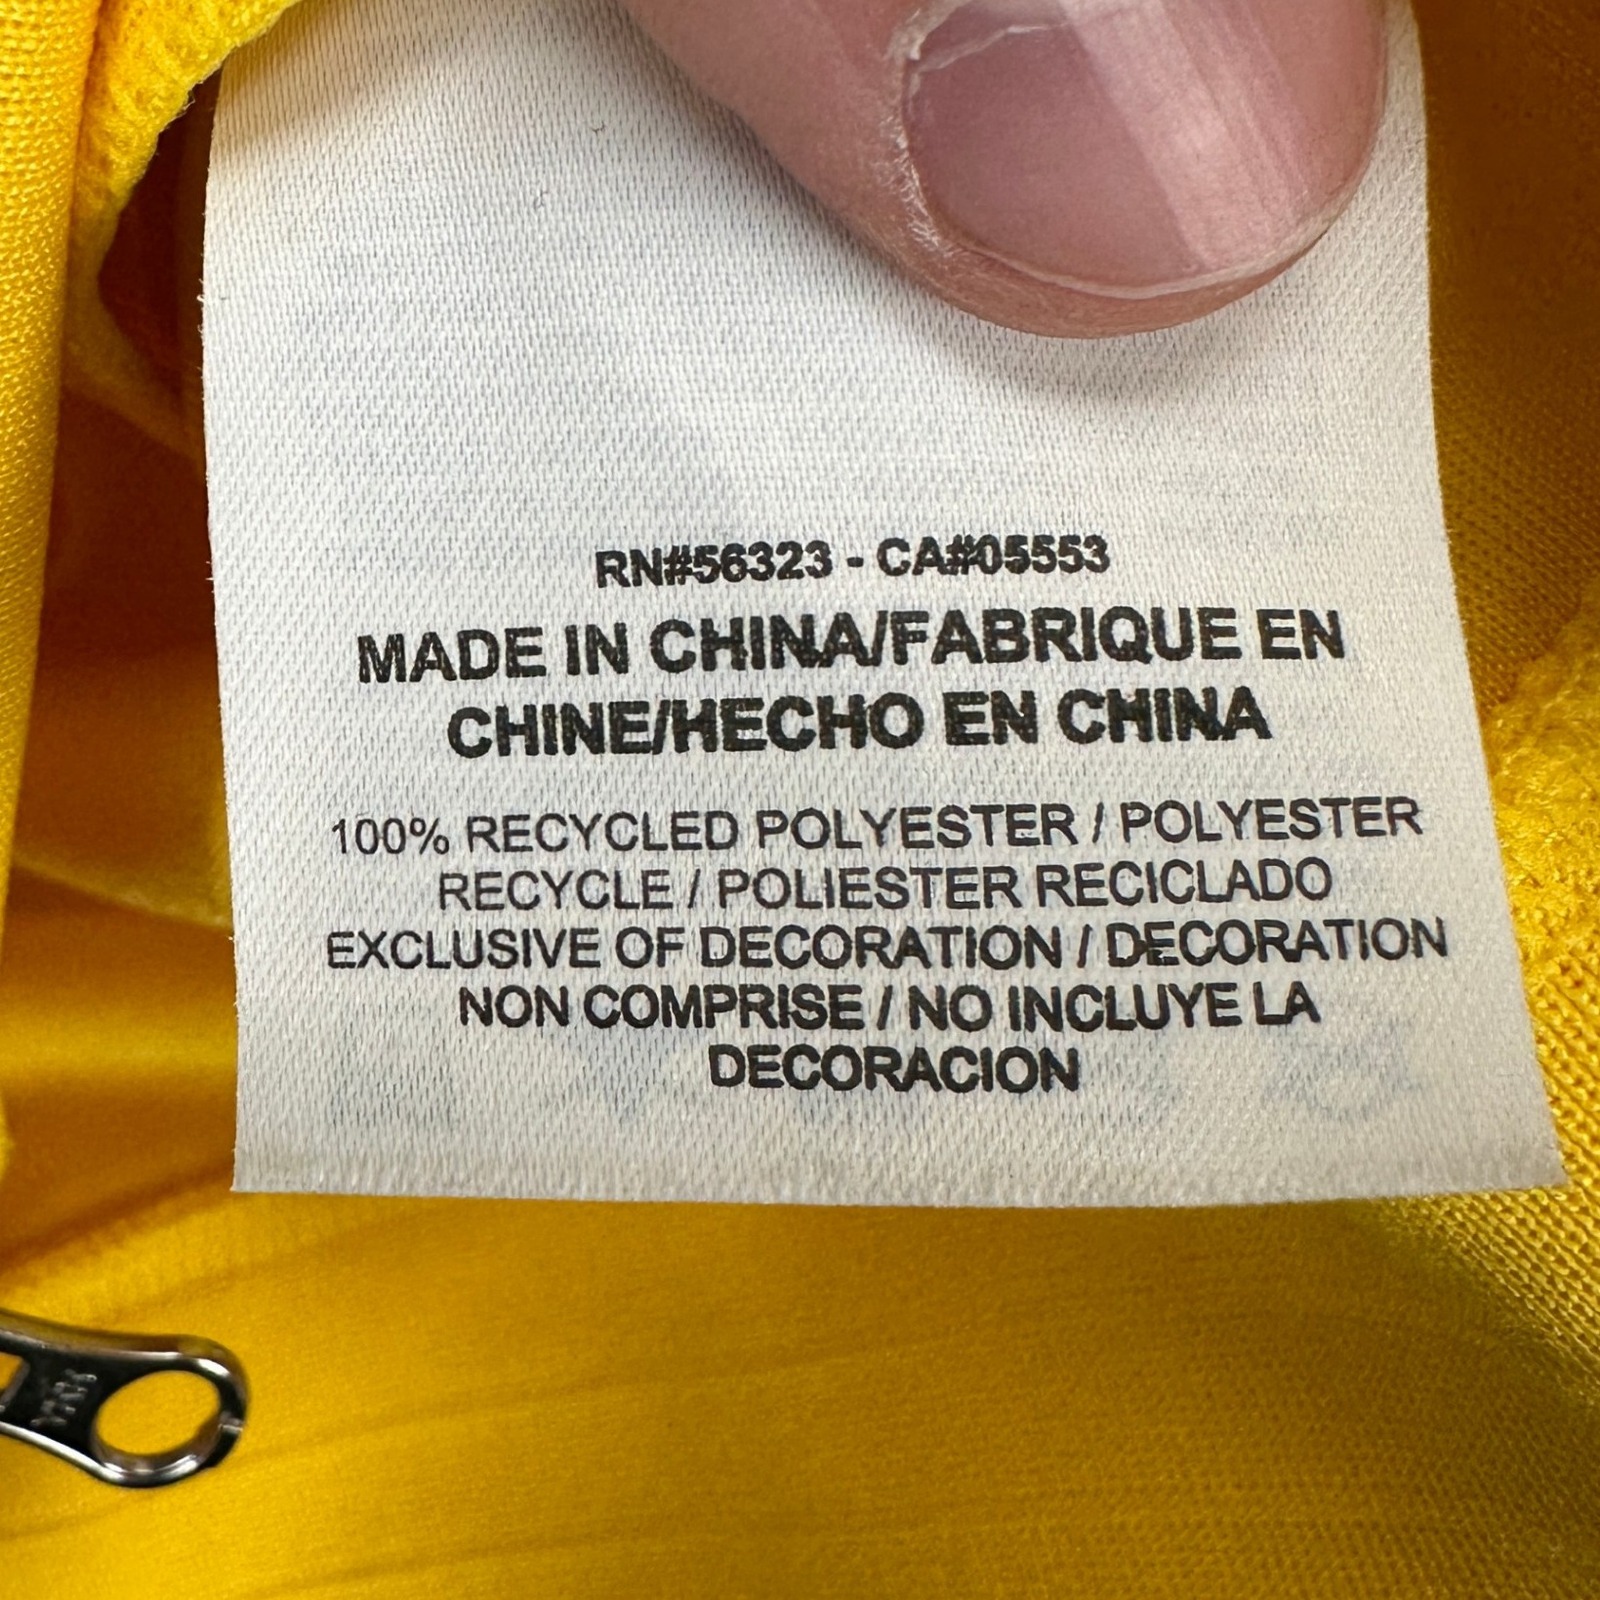 RN#56323 - CA#05553
MADE IN CHINA/FABRIQUE EN
CHINE/HECHO EN CHINA
100% RECYCLED POLYESTER / POLYESTER
RECYCLE / POLIESTER RECICLADO
EXCLUSIVE OF DECORATION / DECORATION
NON COMPRISE / NO INCLUYE LA
DECORACION